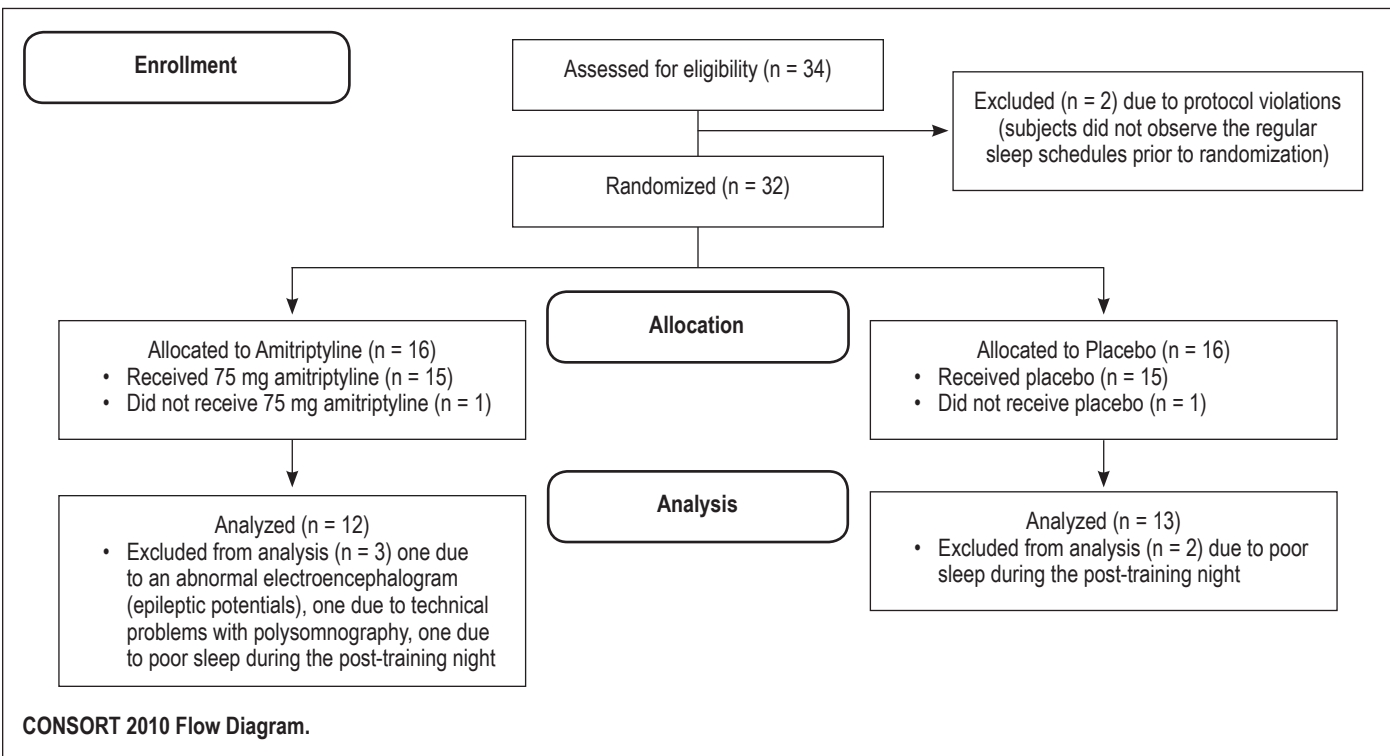 Enrollment
Assessed for eligibility (n = 34)
Excluded (n = 2) due to protocol violations
(subjects did not observe the regular
sleep schedules prior to randomization)
Randomized (n = 32)
Allocation
Allocated to Amitriptyline (n = 16)
• Received 75 mg amitriptyline (n = 15)
• Did not receive 75 mg amitriptyline (n = 1)
Allocated to Placebo (n = 16)
• Received placebo (n = 15)
• Did not receive placebo (n = 1)
Analysis
Analyzed (n = 12)
• Excluded from analysis (n = 3) one due
to an abnormal electroencephalogram
(epileptic potentials), one due to technical
problems with polysomnography, one due
to poor sleep during the post-training night
Analyzed (n = 13)
• Excluded from analysis (n = 2) due to poor
sleep during the post-training night
CONSORT 2010 Flow Diagram.